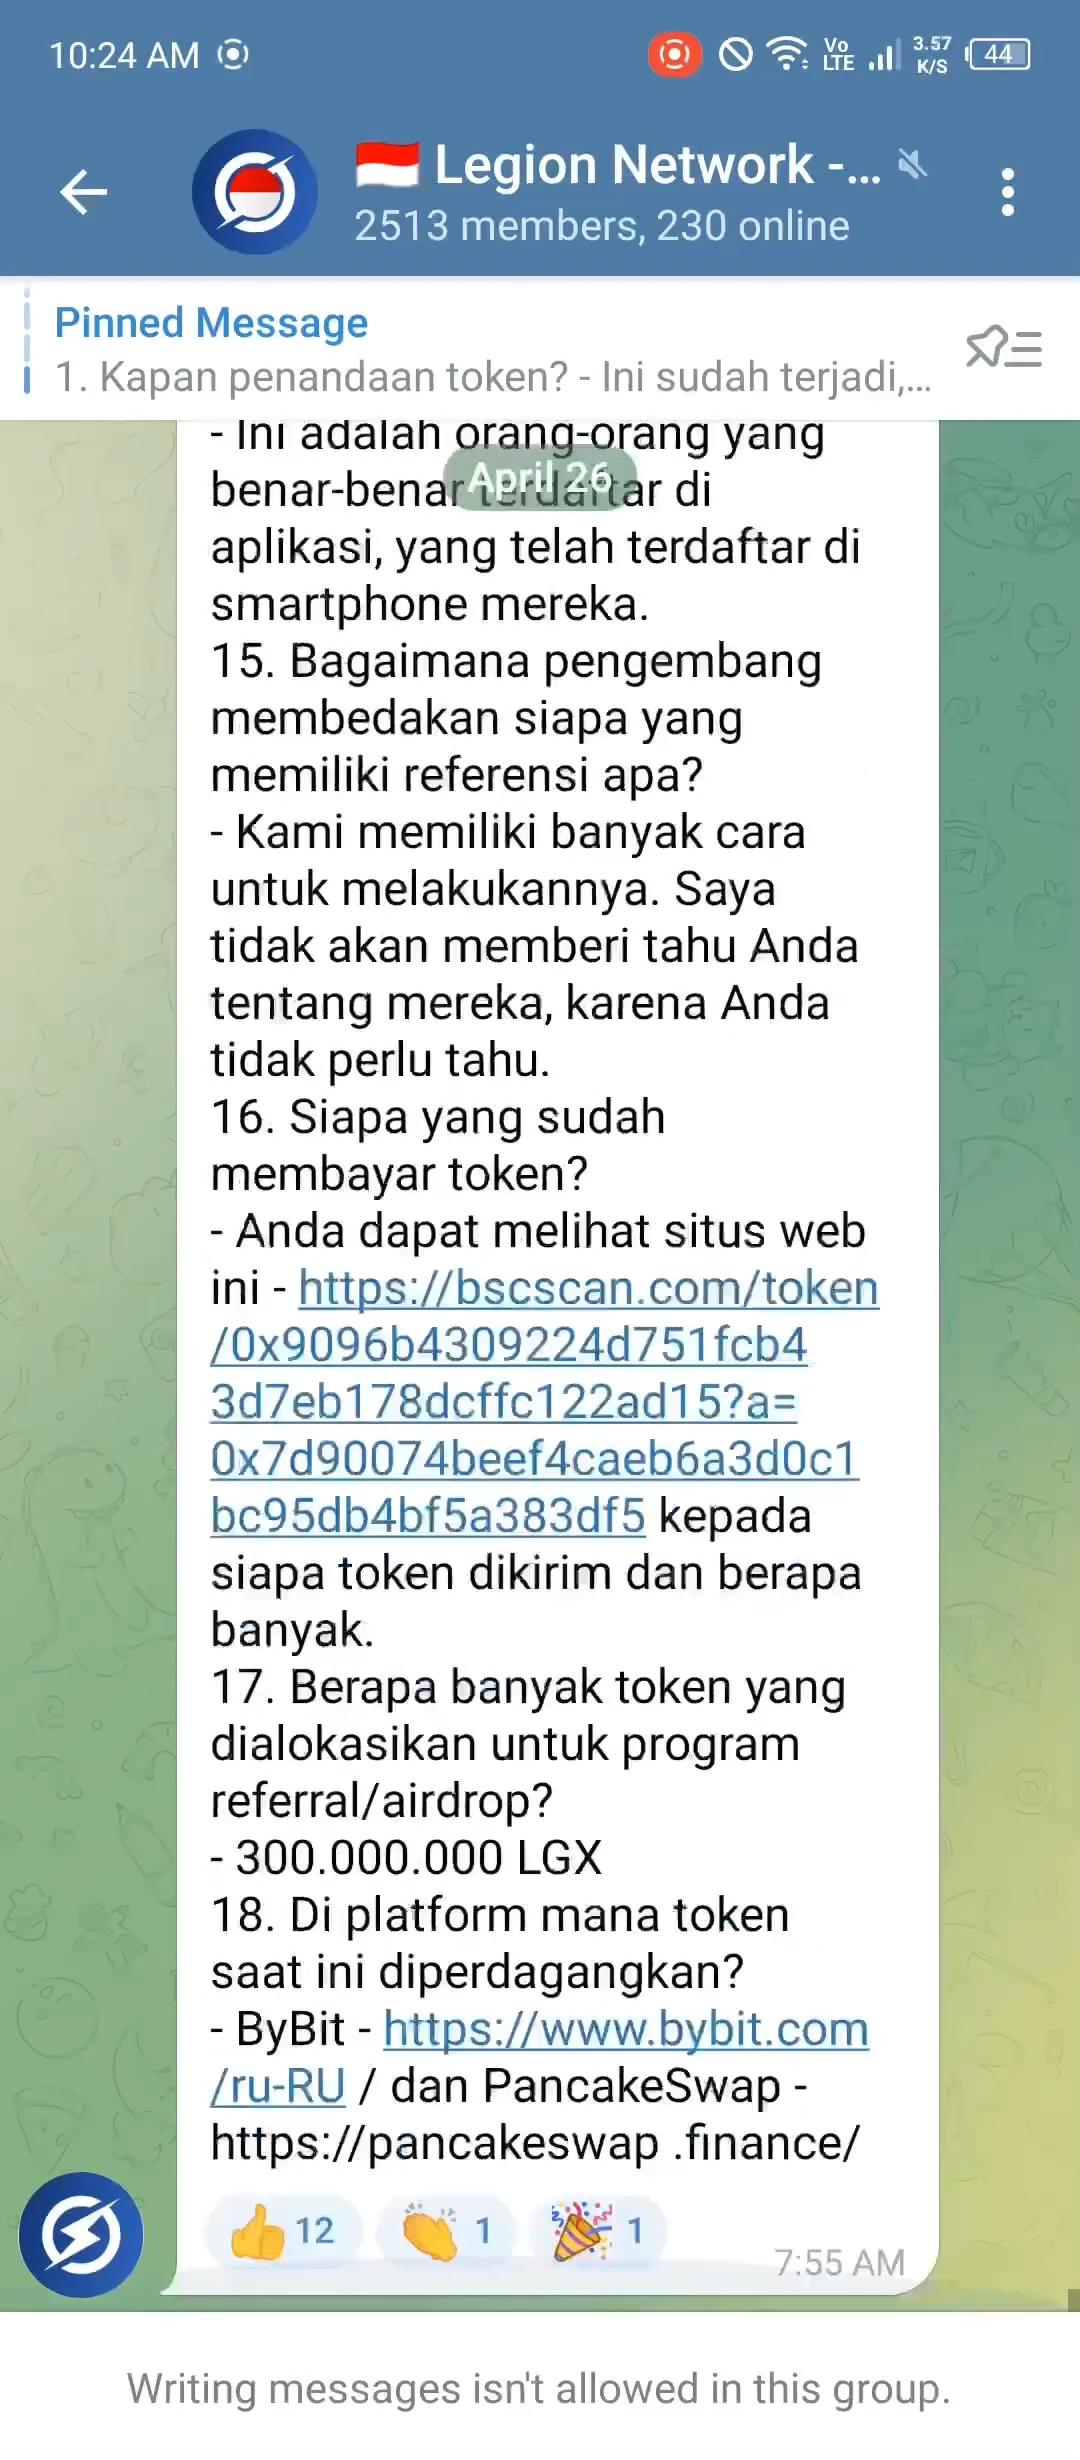 10:24 AM
Vo LTE
3.57 K/S
44
Legion Network -...
2513 members, 230 online
Pinned Message
1. Kapan penandaan token? - Ini sudah terjadi,...
- Ini adalah orang-orang yang
April 26
benar-benar terdaftar di
aplikasi, yang telah terdaftar di
smartphone mereka.
15. Bagaimana pengembang
membedakan siapa yang
memiliki referensi apa?
- Kami memiliki banyak cara
untuk melakukannya. Saya
tidak akan memberi tahu Anda
tentang mereka, karena Anda
tidak perlu tahu.
16. Siapa yang sudah
membayar token?
- Anda dapat melihat situs web
ini - https://bscscan.com/token
/0x9096b4309224d751fcb4
3d7eb178dcffc122ad15?a=
0x7d90074beef4caeb6a3d0c1
bc95db4bf5a383df5 kepada
siapa token dikirim dan berapa
banyak.
17. Berapa banyak token yang
dialokasikan untuk program
referral/airdrop?
- 300.000.000 LGX
18. Di platform mana token
saat ini diperdagangkan?
- ByBit - https://www.bybit.com
/ru-RU / dan PancakeSwap -
https://pancakeswap .finance/
12 1 1
7:55 AM
Writing messages isn't allowed in this group.